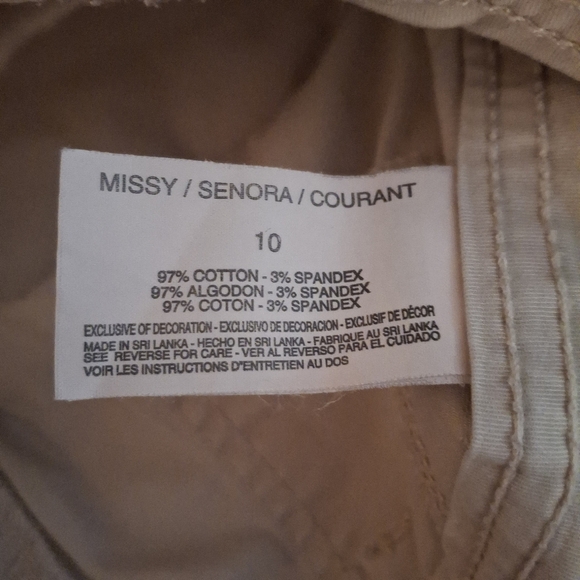 MISSY / SENORA / COURANT
10
97% COTTON - 3% SPANDEX
97% ALGODON - 3% SPANDEX
97% COTON - 3% SPANDEX
EXCLUSIVE OF DECORATION - EXCLUSIVO DE DECORACION - EXCLUSIF DE DÉCOR
MADE IN SRI LANKA - HECHO EN SRI LANKA - FABRIQUE AU SRI LANKA
SEE REVERSE FOR CARE - VER AL REVERSO PARA EL CUIDADO
VOIR LES INSTRUCTIONS D"ENTRETIEN AU DOS